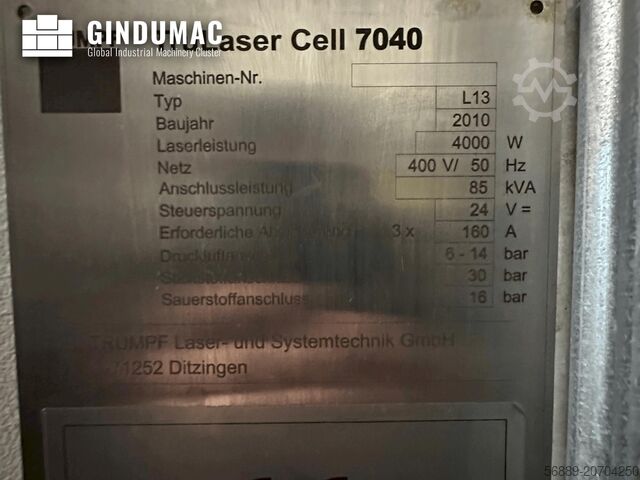 GINDUMAC
Global Industrial Machinery Cluster
Laser Cell 7040
Maschinen-Nr.
Typ L13
Baujahr 2010
Laserleistung 4000 W
Netz 400 V/ 50 Hz
Anschlussleistung 85 kVA
Steuerspannung 24 V =
Erforderliche 3 x 160 A
6 - 14 bar
30 bar
Sauerstoffanschluss 16 bar
TRUMPF Laser- und Systemtechnik GmbH
71252 Ditzingen
56889-20704250